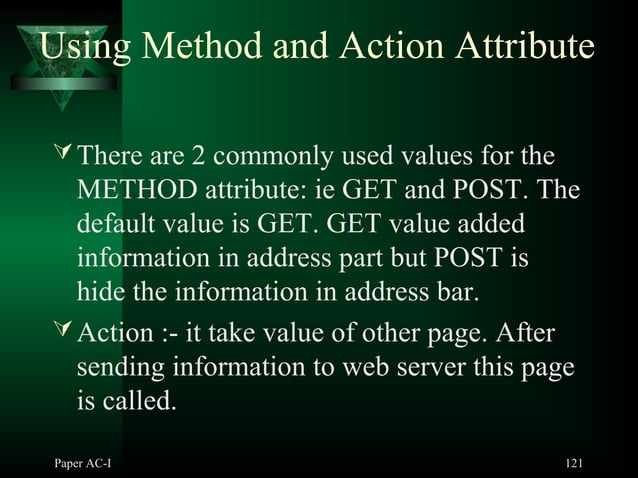 Using Method and Action Attribute
There are 2 commonly used values for the
METHOD attribute: ie GET and POST. The
default value is GET. GET value added
information in address part but POST is
hide the information in address bar.
Action :- it take value of other page. After
sending information to web server this page
is called.
Paper AC-I 121